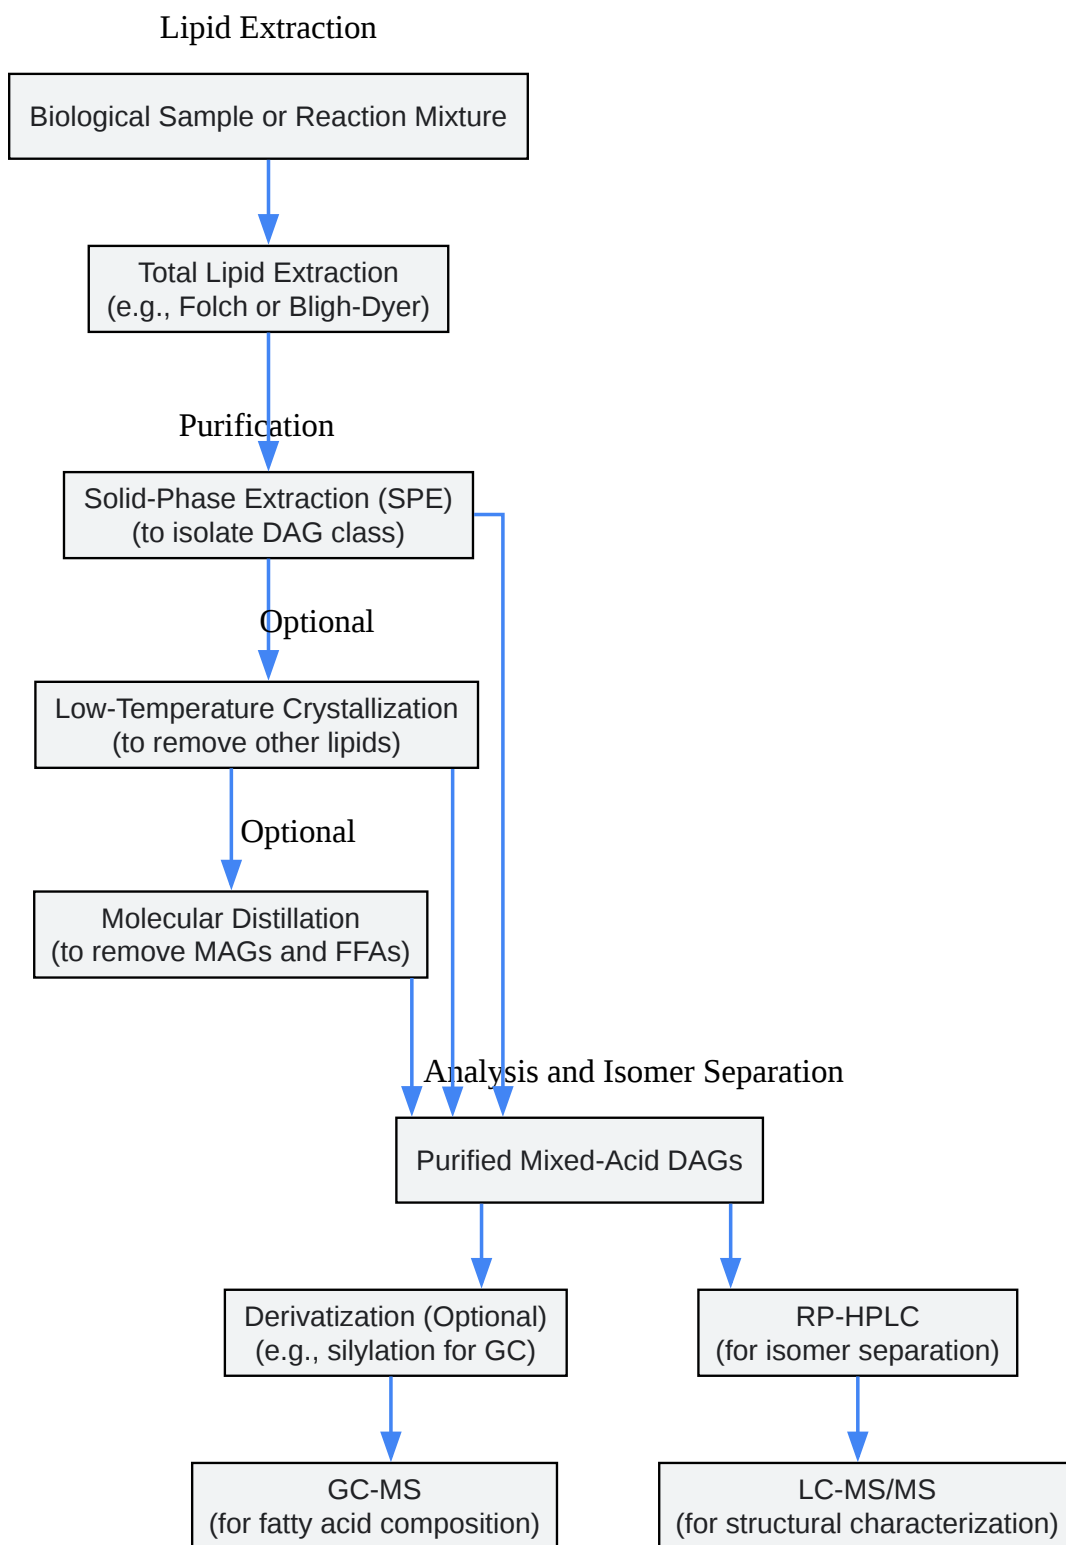 Lipid Extraction
Biological Sample or Reaction Mixture
Total Lipid Extraction
(e.g., Folch or Bligh-Dyer)
Purification
Solid-Phase Extraction (SPE)
(to isolate DAG class)
Optional
Low-Temperature Crystallization
(to remove other lipids)
Optional
Molecular Distillation
(to remove MAGs and FFAs)
Analysis and Isomer Separation
Purified Mixed-Acid DAGs
Derivatization (Optional)
(e.g., silylation for GC)
RP-HPLC
(for isomer separation)
GC-MS
(for fatty acid composition)
LC-MS/MS
(for structural characterization)